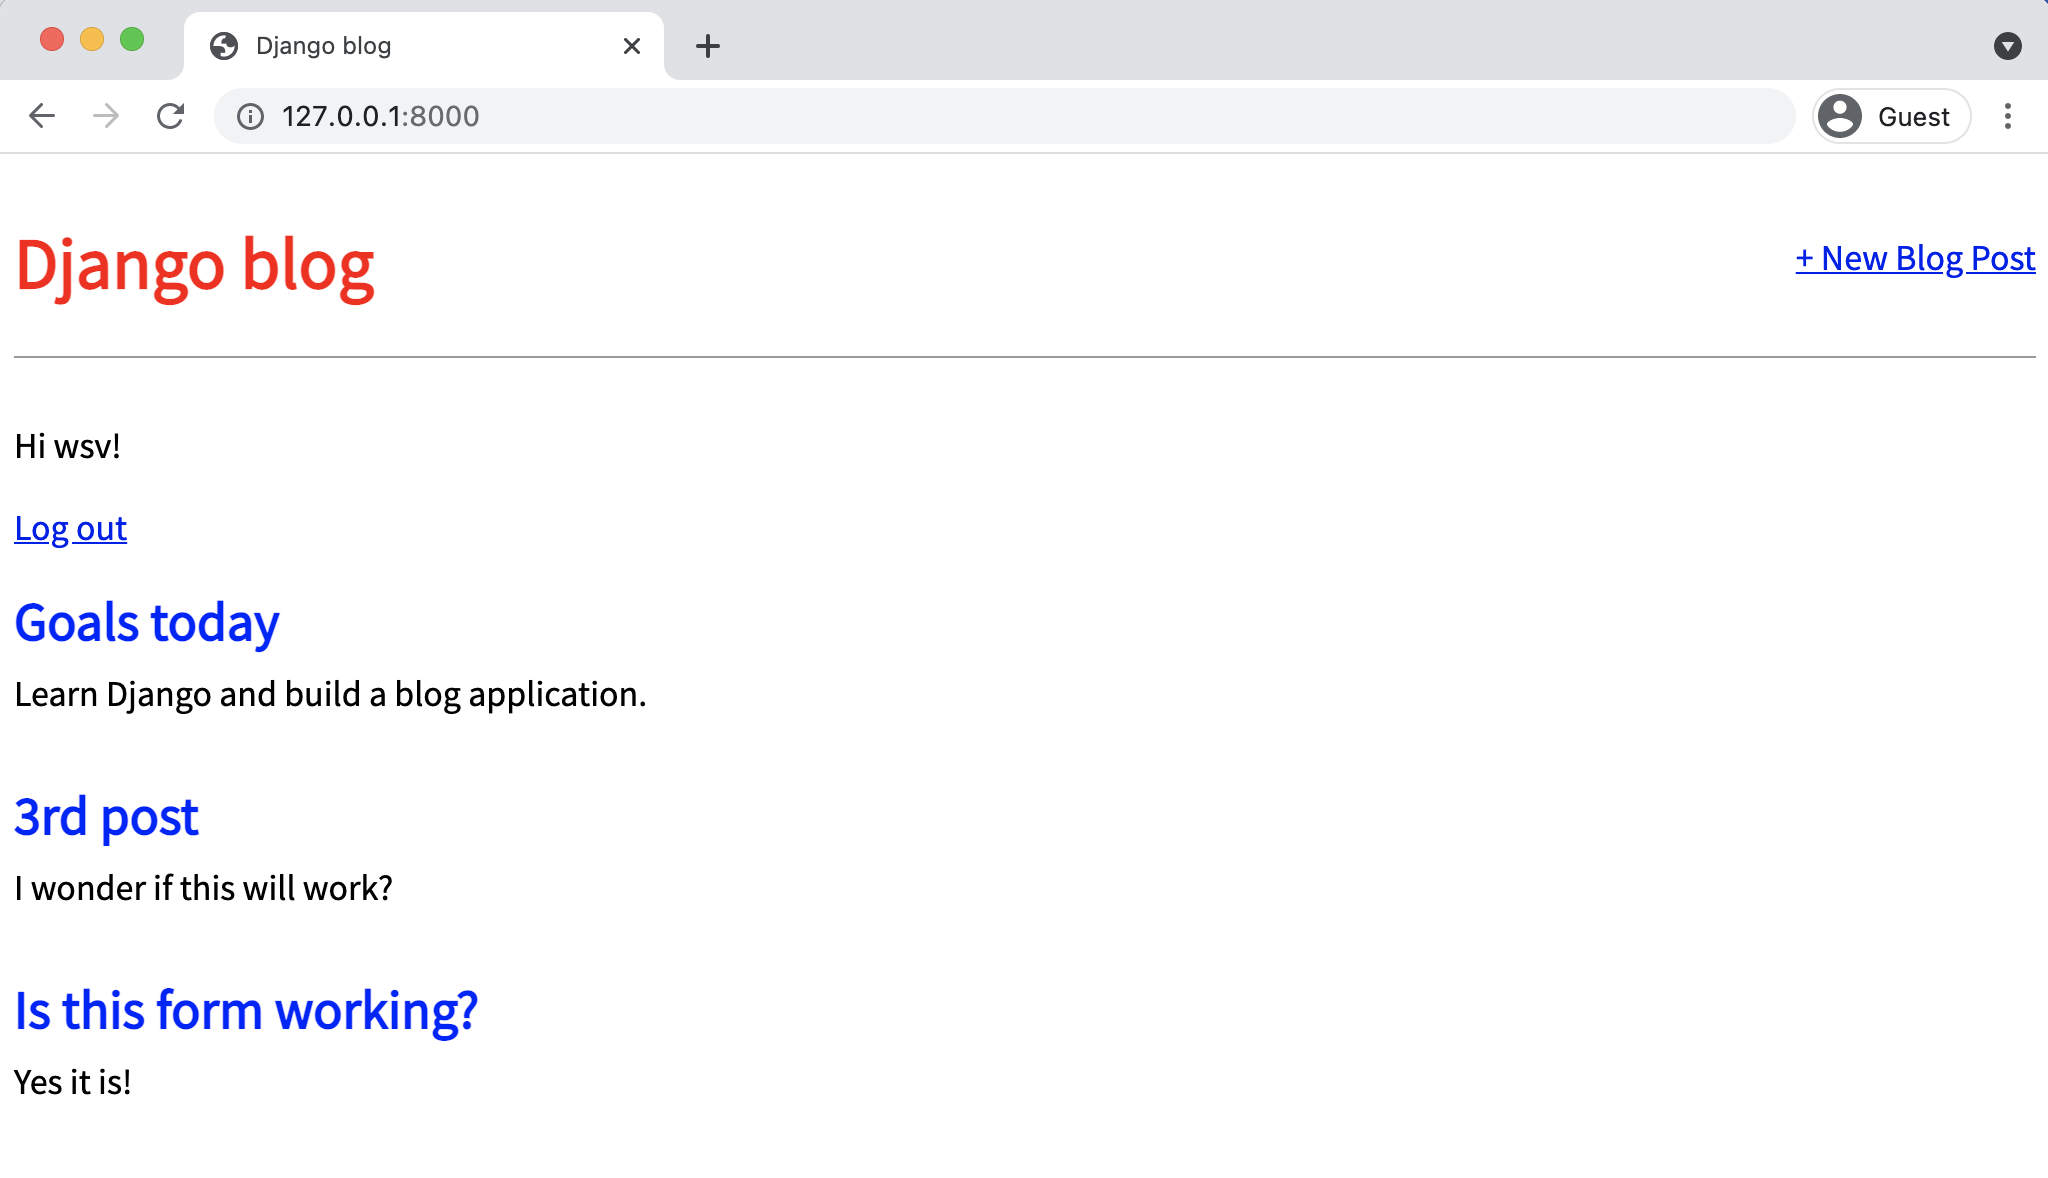 Django blog
127.0.0.1:8000
Guest
Django blog
+ New Blog Post
Hi wsv!
Log out
Goals today
Learn Django and build a blog application.
3rd post
I wonder if this will work?
Is this form working?
Yes it is!